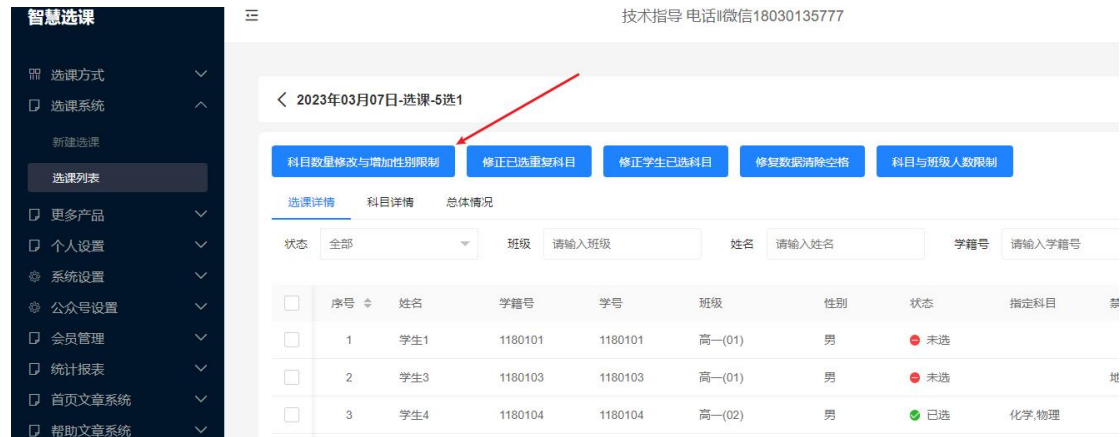 智慧选课
技术指导 电话||微信18030135777
选课方式
选课系统
新建选课
选课列表
更多产品
个人设置
系统设置
公众号设置
会员管理
统计报表
首页文章系统
帮助文章系统
2023年03月07日-选课-5选1
科目数量修改与增加性别限制 修正已选重复科目 修正学生已选科目 修复数据清除空格 科目与班级人数限制
选课详情 科目详情 总体情况
状态 全部 班级 请输入班级 姓名 请输入姓名 学籍号 请输入学籍号
序号 姓名 学籍号 学号 班级 性别 状态 指定科目 禁
1 学生1 1180101 1180101 高一(01) 男 未选
2 学生3 1180103 1180103 高一(01) 男 未选 地
3 学生4 1180104 1180104 高一(02) 男 已选 化学,物理